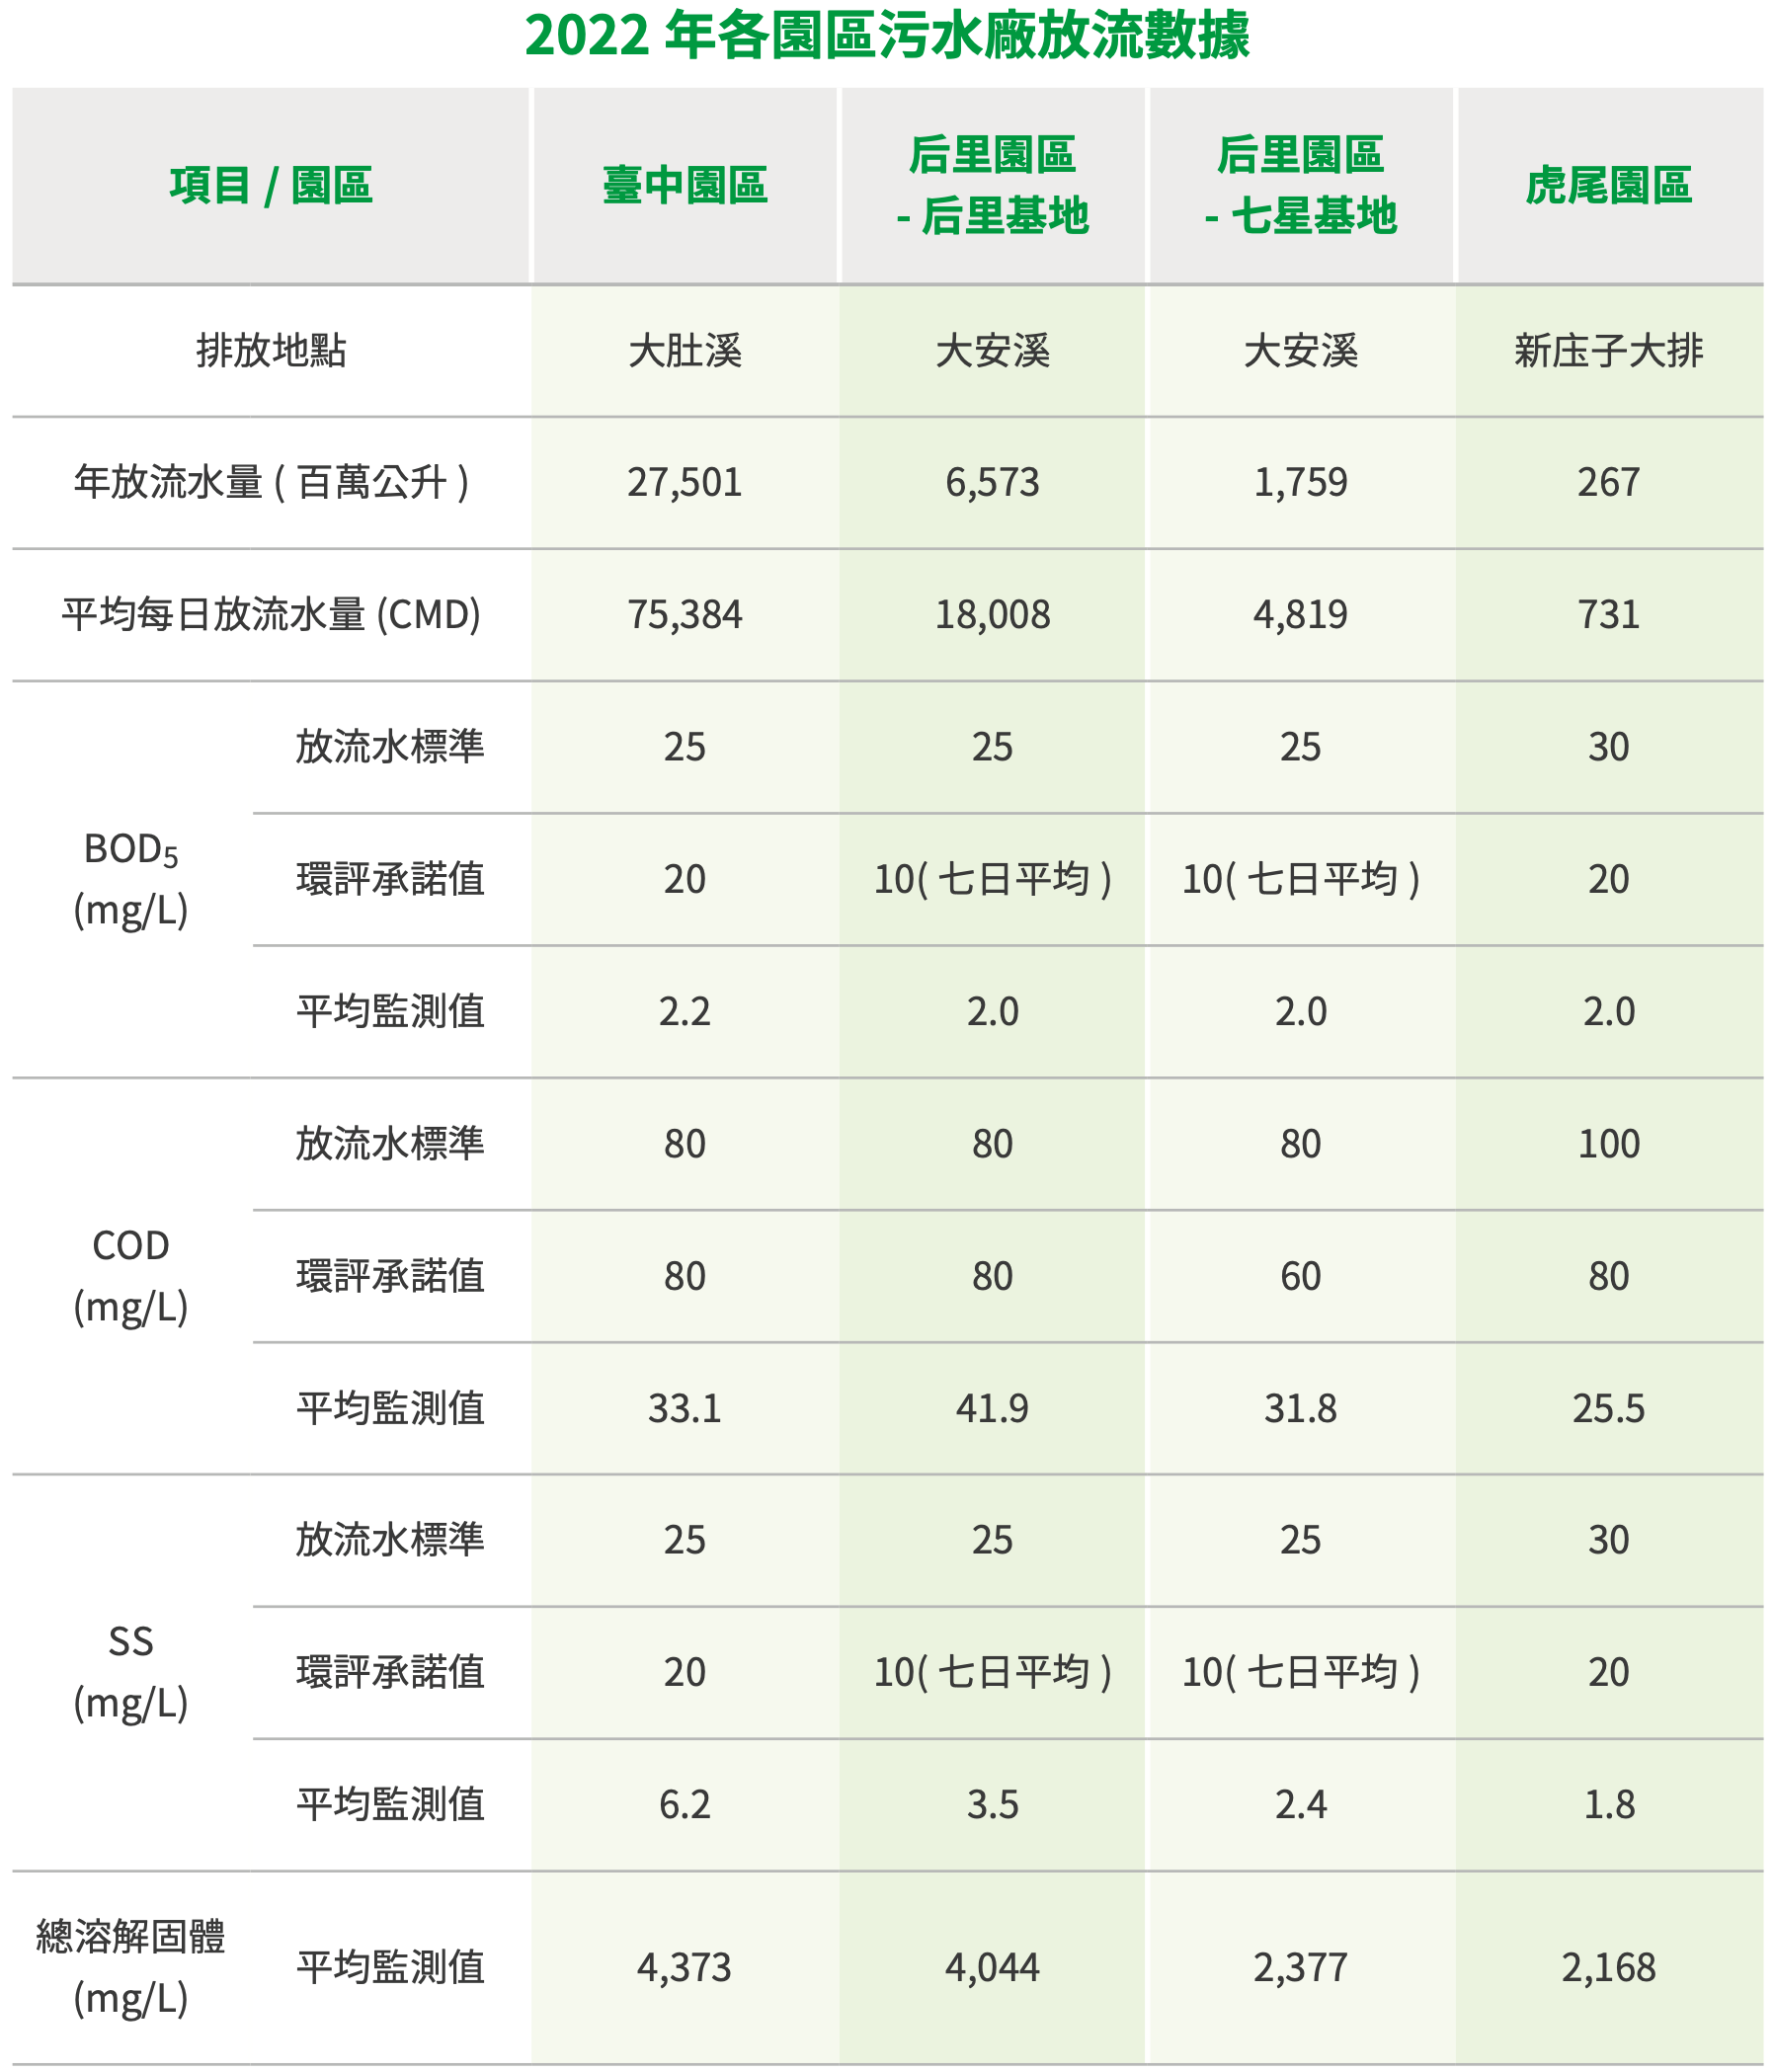 2022 年各園區污水廠放流數據
項目 / 園區 臺中園區 后里園區 - 后里基地 后里園區 - 七星基地 虎尾園區
排放地點 大肚溪 大安溪 大安溪 新庄子大排
年放流水量 ( 百萬公升 ) 27,501 6,573 1,759 267
平均每日放流水量 (CMD) 75,384 18,008 4,819 731
BOD₅ (mg/L) 放流水標準 25 25 25 30
環評承諾值 20 10( 七日平均 ) 10( 七日平均 ) 20
平均監測值 2.2 2.0 2.0 2.0
COD (mg/L) 放流水標準 80 80 80 100
環評承諾值 80 80 60 80
平均監測值 33.1 41.9 31.8 25.5
SS (mg/L) 放流水標準 25 25 25 30
環評承諾值 20 10( 七日平均 ) 10( 七日平均 ) 20
平均監測值 6.2 3.5 2.4 1.8
總溶解固體 (mg/L) 平均監測值 4,373 4,044 2,377 2,168